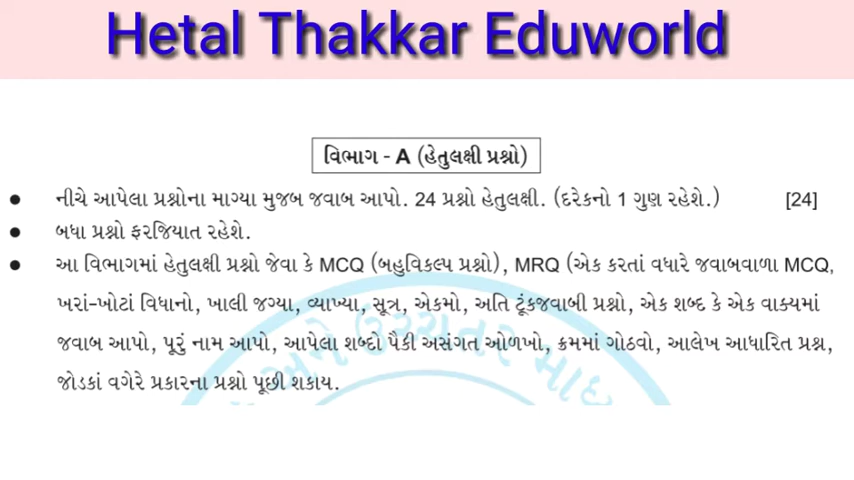 Hetal Thakkar Eduworld
વિભાગ - A (હેતુલક્ષી પ્રશ્નો)
● નીચે આપેલા પ્રશ્નોના માગ્યા મુજબ જવાબ આપો. 24 પ્રશ્નો હેતુલક્ષી. (દરેકનો 1 ગુણ રહેશે.) [24]
● બધા પ્રશ્નો ફરજિયાત રહેશે.
● આ વિભાગમાં હેતુલક્ષી પ્રશ્નો જેવા કે MCQ (બહુવિકલ્પ પ્રશ્નો), MRQ (એક કરતાં વધારે જવાબવાળા MCQ,
ખરાં-ખોટાં વિધાનો, ખાલી જગ્યા, વ્યાખ્યા, સૂત્ર, એકમો, અતિ ટૂંકજવાબી પ્રશ્નો, એક શબ્દ કે એક વાક્યમાં
જવાબ આપો, પૂરું નામ આપો, આપેલા શબ્દો પૈકી અસંગત ઓળખો, ક્રમમાં ગોઠવો, આલેખ આધારિત પ્રશ્ન,
જોડકાં વગેરે પ્રકારના પ્રશ્નો પૂછી શકાય.
અને ઉચ્ચતર